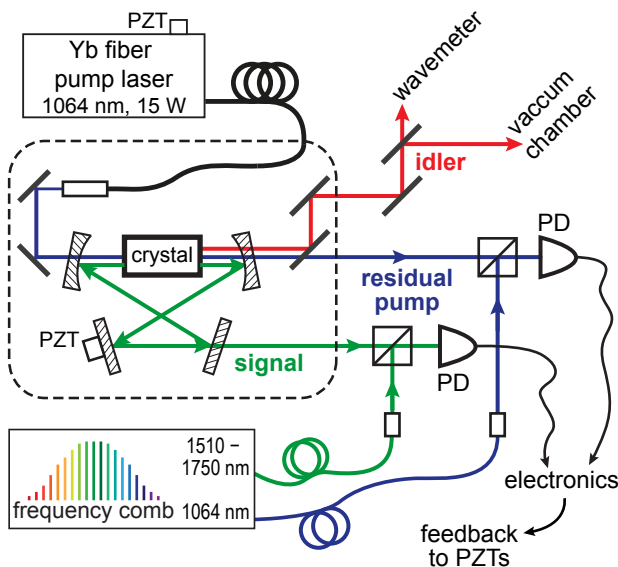 PZT
Yb fiber
pump laser
1064 nm, 15 W
wavemeter
vaccum
chamber
idler
crystal
PD
residual
pump
PZT
signal
PD
1510 –
1750 nm
frequency comb
1064 nm
electronics
feedback
to PZTs